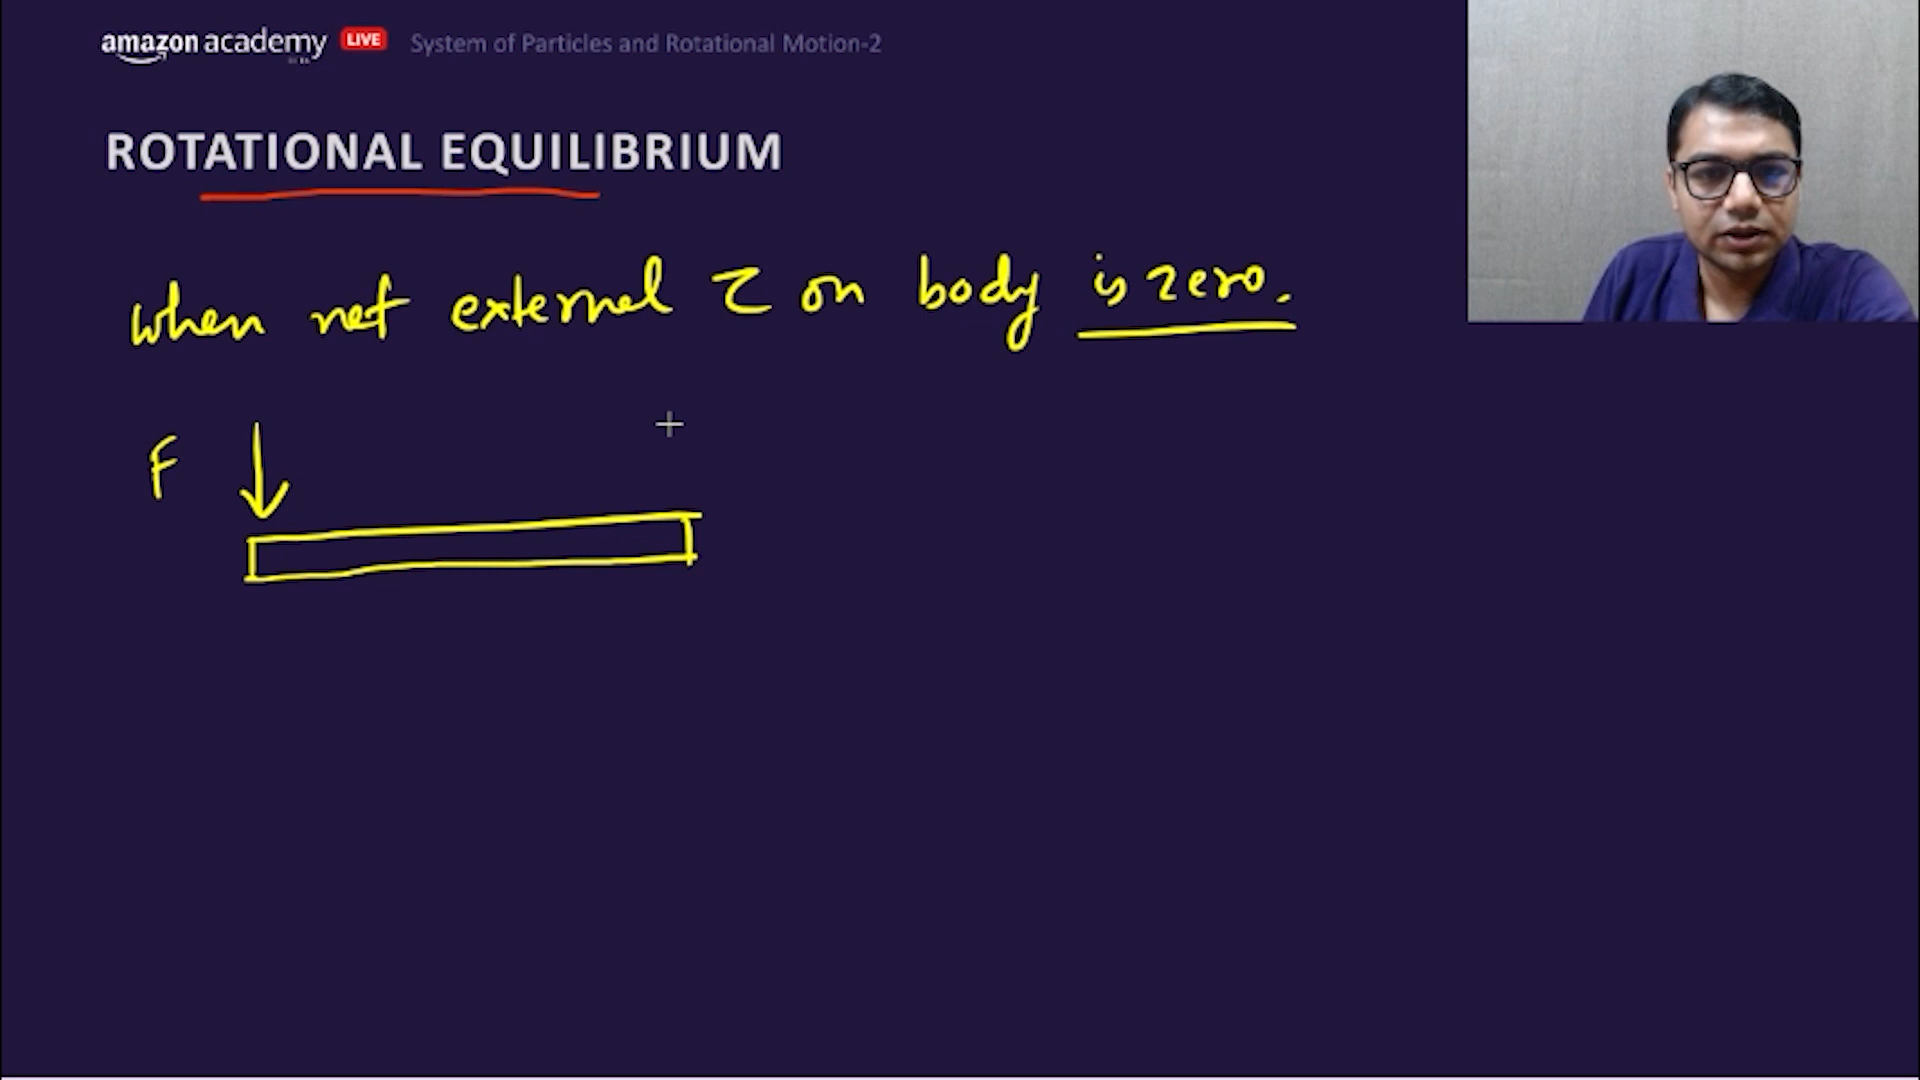 amazon academy LIVE System of Particles and Rotational Motion-2
ROTATIONAL EQUILIBRIUM
when net external τ on body is zero.
F